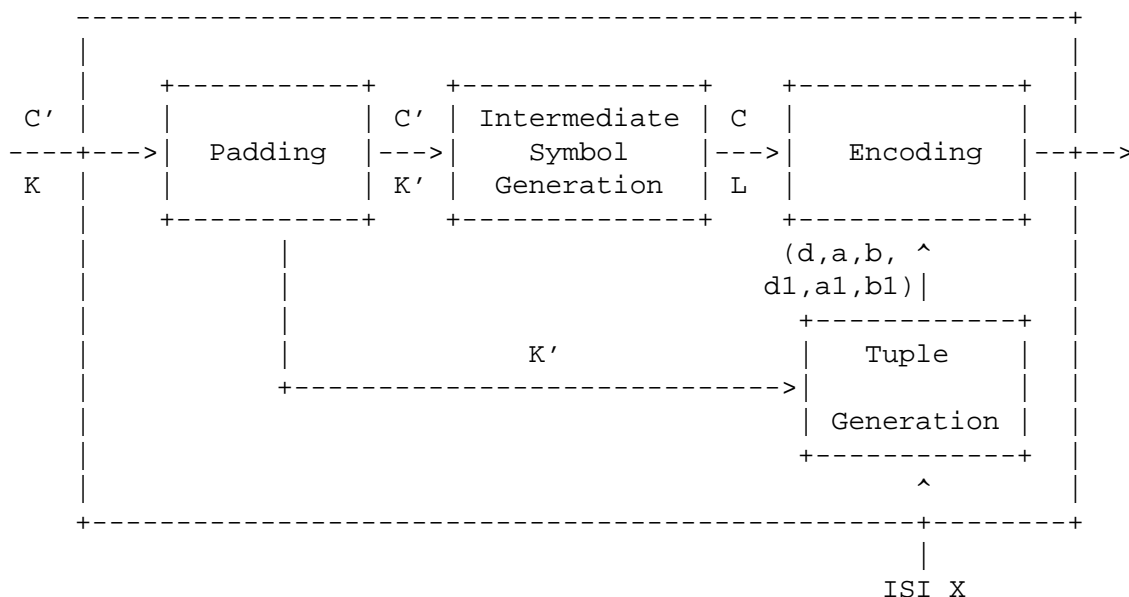 C' Padding C' Intermediate C Encoding
Symbol
K K' Generation L
(d,a,b,
d1,a1,b1)
K' Tuple
Generation
ISI X